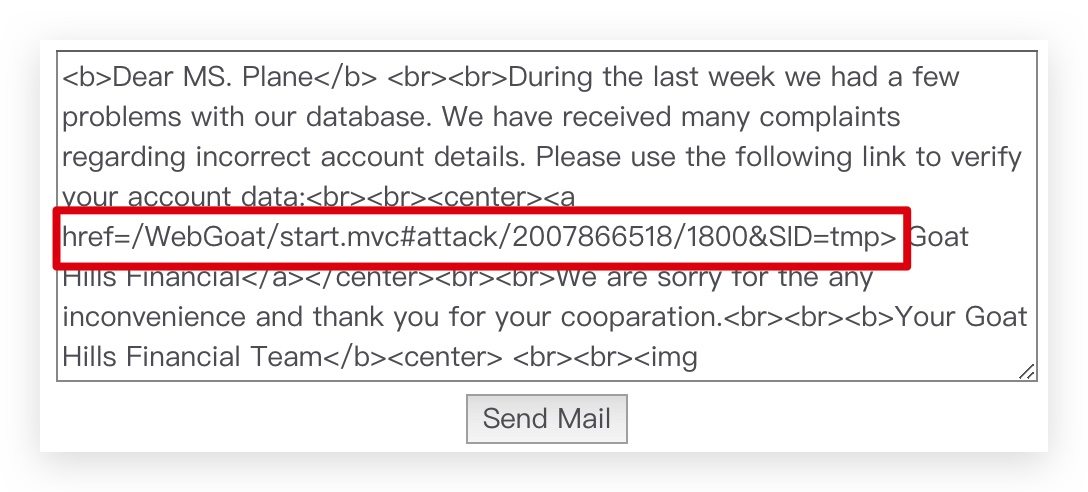 <b>Dear MS. Plane</b> <br><br>During the last week we had a few
problems with our database. We have received many complaints
regarding incorrect account details. Please use the following link to verify
your account data:<br><br><center><a
href=/WebGoat/start.mvc#attack/2007866518/1800&SID=tmp> Goat
Hills Financial</a></center><br><br>We are sorry for the any
inconvenience and thank you for your cooparation.<br><br><b>Your Goat
Hills Financial Team</b><center> <br><br><img
Send Mail